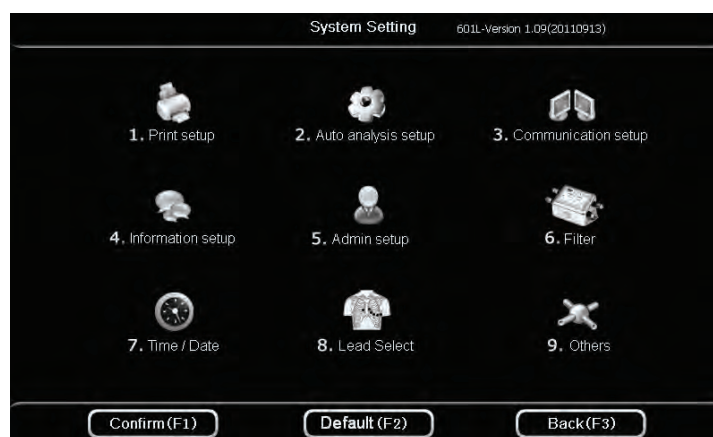 System Setting 601L-Version 1.09(20110913)
1. Print setup 2. Auto analysis setup 3. Communication setup
4. Information setup 5. Admin setup 6. Filter
7. Time / Date 8. Lead Select 9. Others
Confirm(F1) Default(F2) Back(F3)